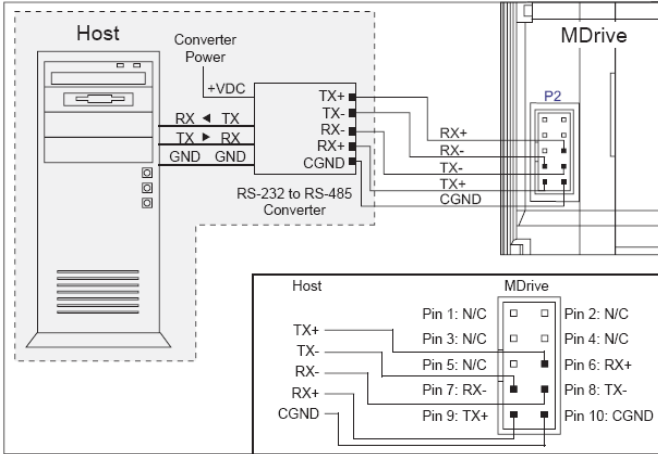 Host
MDrive
Converter
Power
+VDC
P2
TX+
TX-
RX-
RX+
CGND
RX ◄ TX
TX ► RX
GND GND
RX+
RX-
TX-
TX+
CGND
RS-232 to RS-485
Converter
Host
MDrive
Pin 1: N/C
Pin 2: N/C
TX+
Pin 3: N/C
Pin 4: N/C
TX-
Pin 5: N/C
Pin 6: RX+
RX-
Pin 7: RX-
Pin 8: TX-
RX+
Pin 9: TX+
Pin 10: CGND
CGND